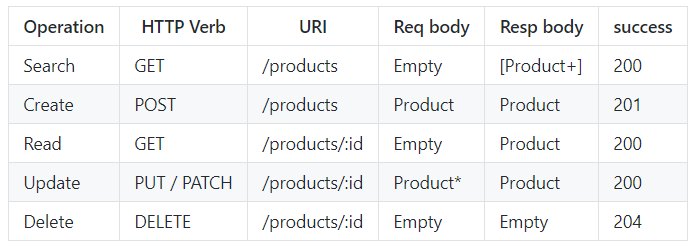 Operation HTTP Verb URI Req body Resp body success
Search GET /products Empty [Product+] 200
Create POST /products Product Product 201
Read GET /products/:id Empty Product 200
Update PUT / PATCH /products/:id Product* Product 200
Delete DELETE /products/:id Empty Empty 204